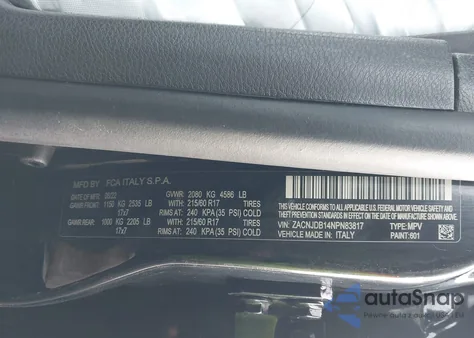 MFD BY: FCA ITALY S.P.A.
DATE OF MFR: GVWR: 2080 KG 4586 LB
GAWR FRONT: 1150 KG 2535 LB WITH: 215/60 R17 TIRES
17x7 RIMS AT: 240 KPA(35 PSI) COLD
GAWR REAR: 1000 KG 2205 LB WITH: 215/60 R17 TIRES
17x7 RIMS AT: 240 KPA(35 PSI) COLD
THIS VEHICLE CONFORMS TO ALL APPLICABLE
FEDERAL MOTOR VEHICLE SAFETY, BUMPER, AND
THEFT PREVENTION STANDARDS IN EFFECT ON THE
DATE OF MANUFACTURE SHOWN ABOVE.
VIN: ZACNJDB14NPN83817 TYPE: MPV
VEHICLE MADE IN: ITALY PAINT: 601
autoSnap